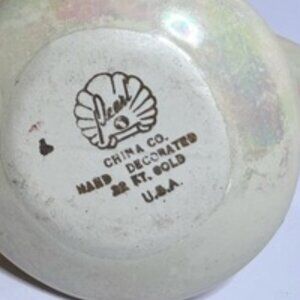 Pearl
CHINA CO.
HAND DECORATED
22 KT. GOLD
U.S.A.